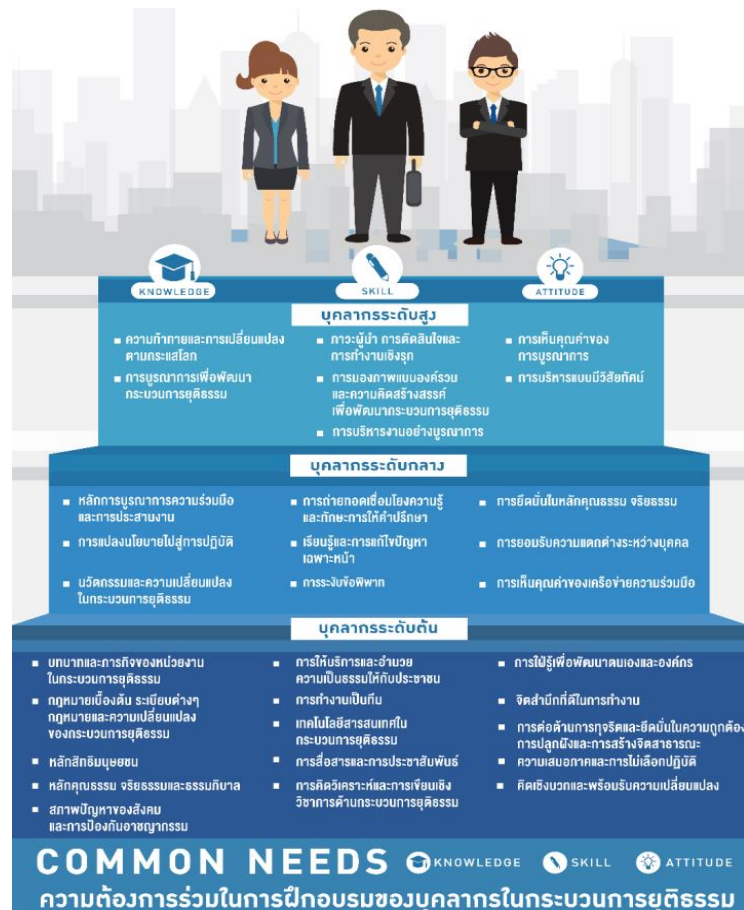 KNOWLEDGE
SKILL
ATTITUDE
บุคลากรระดับสูง
ความท้าทายและการเปลี่ยนแปลง
ตามกระแสโลก
การบูรณาการเพื่อพัฒนา
กระบวนการยุติธรรม
ภาวะผู้นำ การตัดสินใจและ
การทำงานเชิงรุก
การมองภาพแบบองค์รวม
และความคิดสร้างสรรค์
เพื่อพัฒนากระบวนการยุติธรรม
การบริหารงานอย่างบูรณาการ
การเห็นคุณค่าของ
การบูรณาการ
การบริหารแบบมีวิสัยทัศน์
บุคลากรระดับกลาง
หลักการบูรณาการความร่วมมือ
และการประสานงาน
การแปลงนโยบายไปสู่การปฏิบัติ
นวัตกรรมและความเปลี่ยนแปลง
ในกระบวนการยุติธรรม
การถ่ายทอดเชื่อมโยงความรู้
และทักษะการให้คำปรึกษา
เรียนรู้และการแก้ไขปัญหา
เฉพาะหน้า
การระงับข้อพิพาท
การยึดมั่นในหลักคุณธรรม จริยธรรม
การยอมรับความแตกต่างระหว่างบุคคล
การเห็นคุณค่าของเครือข่ายความร่วมมือ
บุคลากรระดับต้น
บทบาทและภารกิจของหน่วยงาน
ในกระบวนการยุติธรรม
กฎหมายเบื้องต้น ระเบียบต่างๆ
กฎหมายและความเปลี่ยนแปลง
ของกระบวนการยุติธรรม
หลักสิทธิมนุษยชน
หลักคุณธรรม จริยธรรมและธรรมาภิบาล
สภาพปัญหาของสังคม
และการป้องกันอาชญากรรม
การให้บริการและอำนวย
ความเป็นธรรมให้กับประชาชน
การทำงานเป็นทีม
เทคโนโลยีสารสนเทศใน
กระบวนการยุติธรรม
การสื่อสารและการประชาสัมพันธ์
การคิดวิเคราะห์และการเขียนเชิง
วิชาการด้านกระบวนการยุติธรรม
การใฝ่รู้เพื่อพัฒนาตนเองและองค์กร
จิตสำนึกที่ดีในการทำงาน
การต่อต้านการทุจริตและยึดมั่นในความถูกต้อง
การปลูกฝังและการสร้างจิตสาธารณะ
ความเสมอภาคและการไม่เลือกปฏิบัติ
คิดเชิงบวกและพร้อมรับความเปลี่ยนแปลง
COMMON NEEDS KNOWLEDGE SKILL ATTITUDE
ความต้องการร่วมในการฝึกอบรมของบุคลากรในกระบวนการยุติธรรม